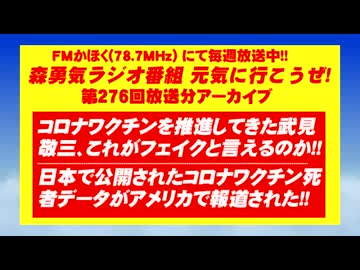 FMかほく(78.7MHz) にて毎週放送中!!
森勇気ラジオ番組 元気に行こうぜ!
第276回放送分アーカイブ
コロナワクチンを推進してきた武見
敬三、これがフェイクと言えるのか!!
日本で公開されたコロナワクチン死
者データがアメリカで報道された!!